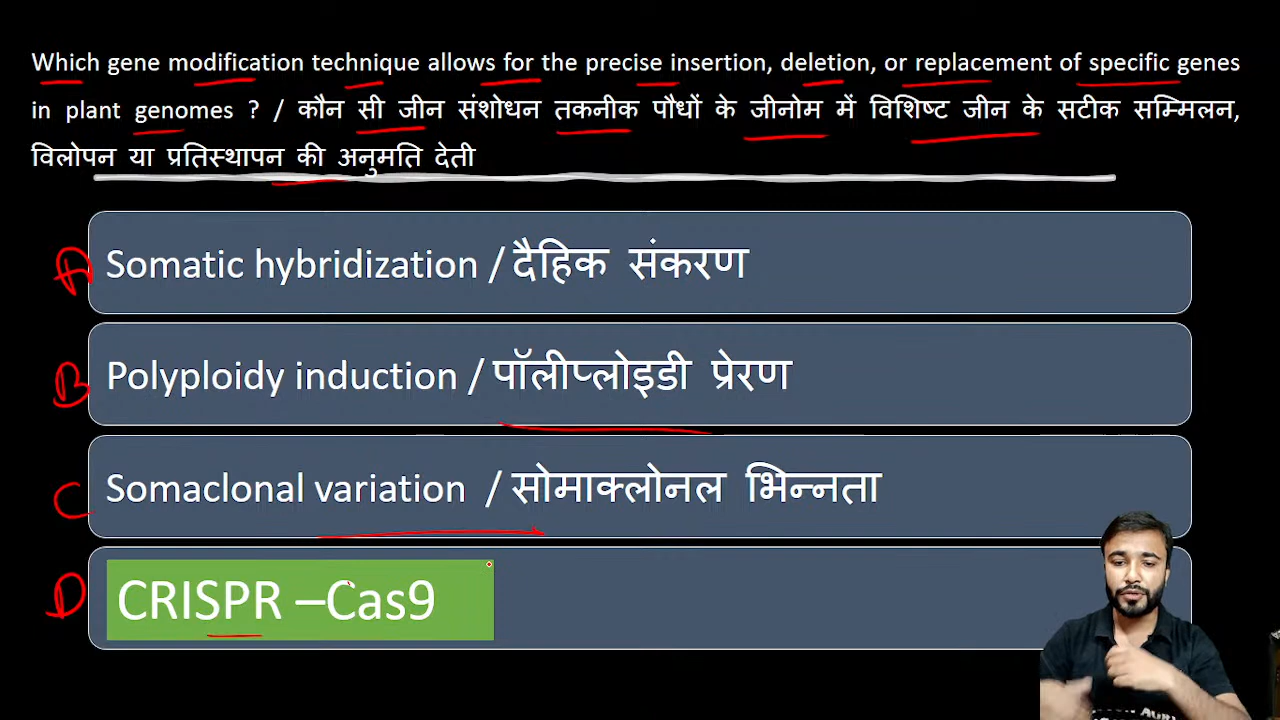 Which gene modification technique allows for the precise insertion, deletion, or replacement of specific genes
in plant genomes ? / कौन सी जीन संशोधन तकनीक पौधों के जीनोम में विशिष्ट जीन के सटीक सम्मिलन,
विलोपन या प्रतिस्थापन की अनुमति देती
A Somatic hybridization / दैहिक संकरण
B Polyploidy induction / पॉलीप्लोइडी प्रेरण
C Somaclonal variation / सोमाक्लोनल भिन्नता
D CRISPR –Cas9